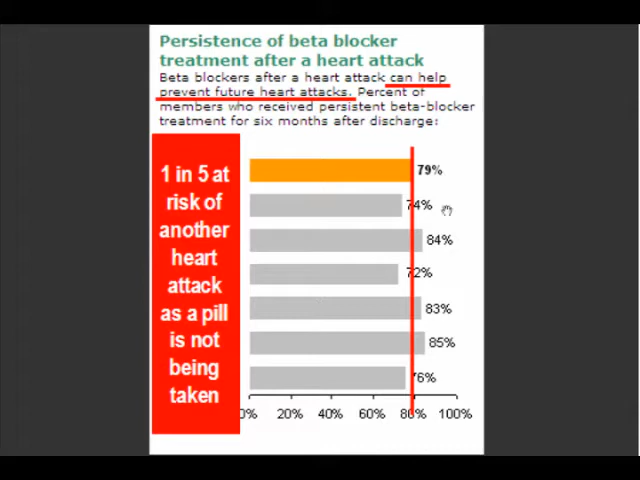 Persistence of beta blocker
treatment after a heart attack
Beta blockers after a heart attack can help
prevent future heart attacks. Percent of
members who received persistent beta-blocker
treatment for six months after discharge:
1 in 5 at
risk of
another
heart
attack
as a pill
is not
being
taken
79%
74%
84%
72%
83%
85%
76%
0% 20% 40% 60% 80% 100%